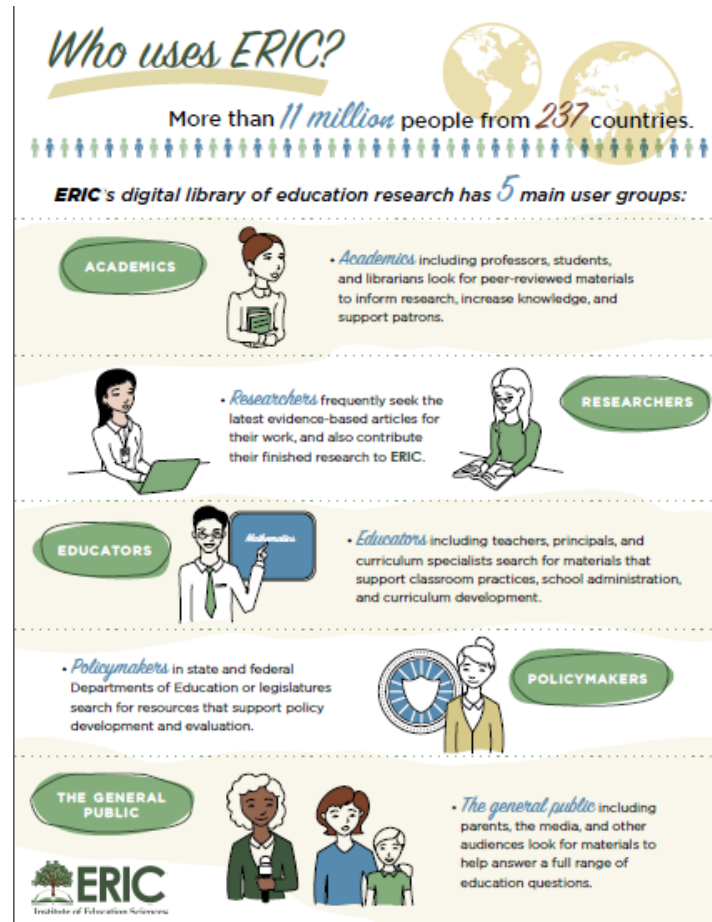 Who uses ERIC?
More than 11 million people from 237 countries.
ERIC's digital library of education research has 5 main user groups:
ACADEMICS
• Academics including professors, students,
and librarians look for peer-reviewed materials
to inform research, increase knowledge, and
support patrons.
• Researchers frequently seek the
latest evidence-based articles for
their work, and also contribute
their finished research to ERIC.
RESEARCHERS
EDUCATORS
Mathematics
• Educators including teachers, principals, and
curriculum specialists search for materials that
support classroom practices, school administration,
and curriculum development.
• Policymakers in state and federal
Departments of Education or legislatures
search for resources that support policy
development and evaluation.
POLICYMAKERS
THE GENERAL
PUBLIC
• The general public including
parents, the media, and other
audiences look for materials to
help answer a full range of
education questions.
ERIC
Institute of Education Sciences